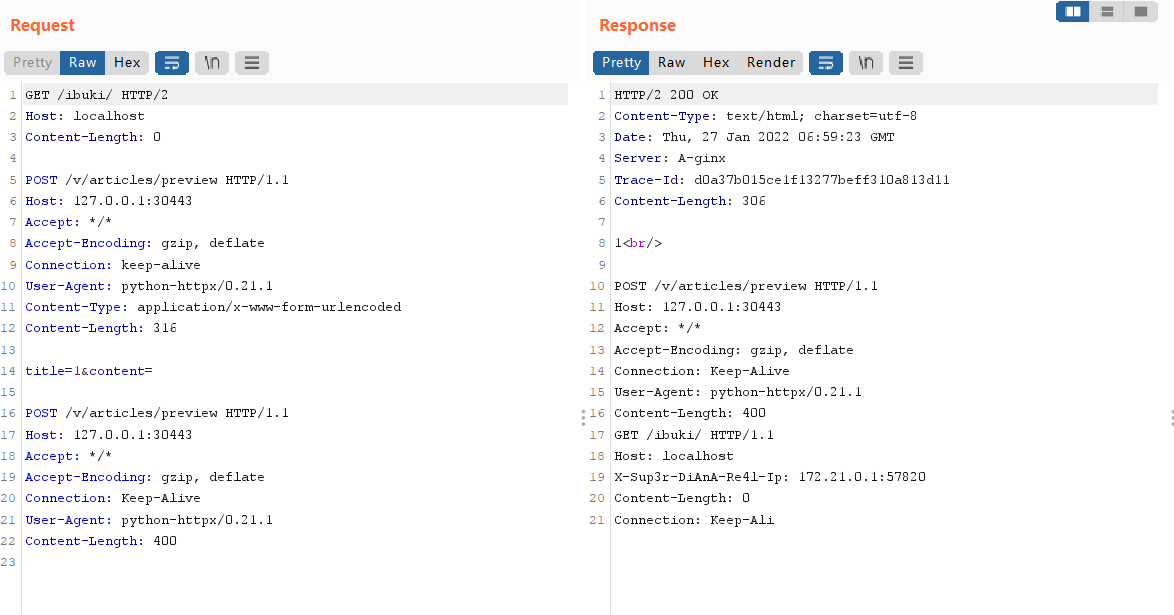 Request
Pretty Raw Hex \n
1 GET /ibuki/ HTTP/2
2 Host: localhost
3 Content-Length: 0
4
5 POST /v/articles/preview HTTP/1.1
6 Host: 127.0.0.1:30443
7 Accept: */*
8 Accept-Encoding: gzip, deflate
9 Connection: keep-alive
10 User-Agent: python-httpx/0.21.1
11 Content-Type: application/x-www-form-urlencoded
12 Content-Length: 316
13
14 title=1&content=
15
16 POST /v/articles/preview HTTP/1.1
17 Host: 127.0.0.1:30443
18 Accept: */*
19 Accept-Encoding: gzip, deflate
20 Connection: Keep-Alive
21 User-Agent: python-httpx/0.21.1
22 Content-Length: 400
23
Response
Pretty Raw Hex Render \n
1 HTTP/2 200 OK
2 Content-Type: text/html; charset=utf-8
3 Date: Thu, 27 Jan 2022 06:59:23 GMT
4 Server: A-ginx
5 Trace-Id: d0a37b015ce1f13277beff310a813d11
6 Content-Length: 306
7
8 1<br/>
9
10 POST /v/articles/preview HTTP/1.1
11 Host: 127.0.0.1:30443
12 Accept: */*
13 Accept-Encoding: gzip, deflate
14 Connection: Keep-Alive
15 User-Agent: python-httpx/0.21.1
16 Content-Length: 400
17 GET /ibuki/ HTTP/1.1
18 Host: localhost
19 X-Sup3r-DiAnA-Re4l-Ip: 172.21.0.1:57820
20 Content-Length: 0
21 Connection: Keep-Ali